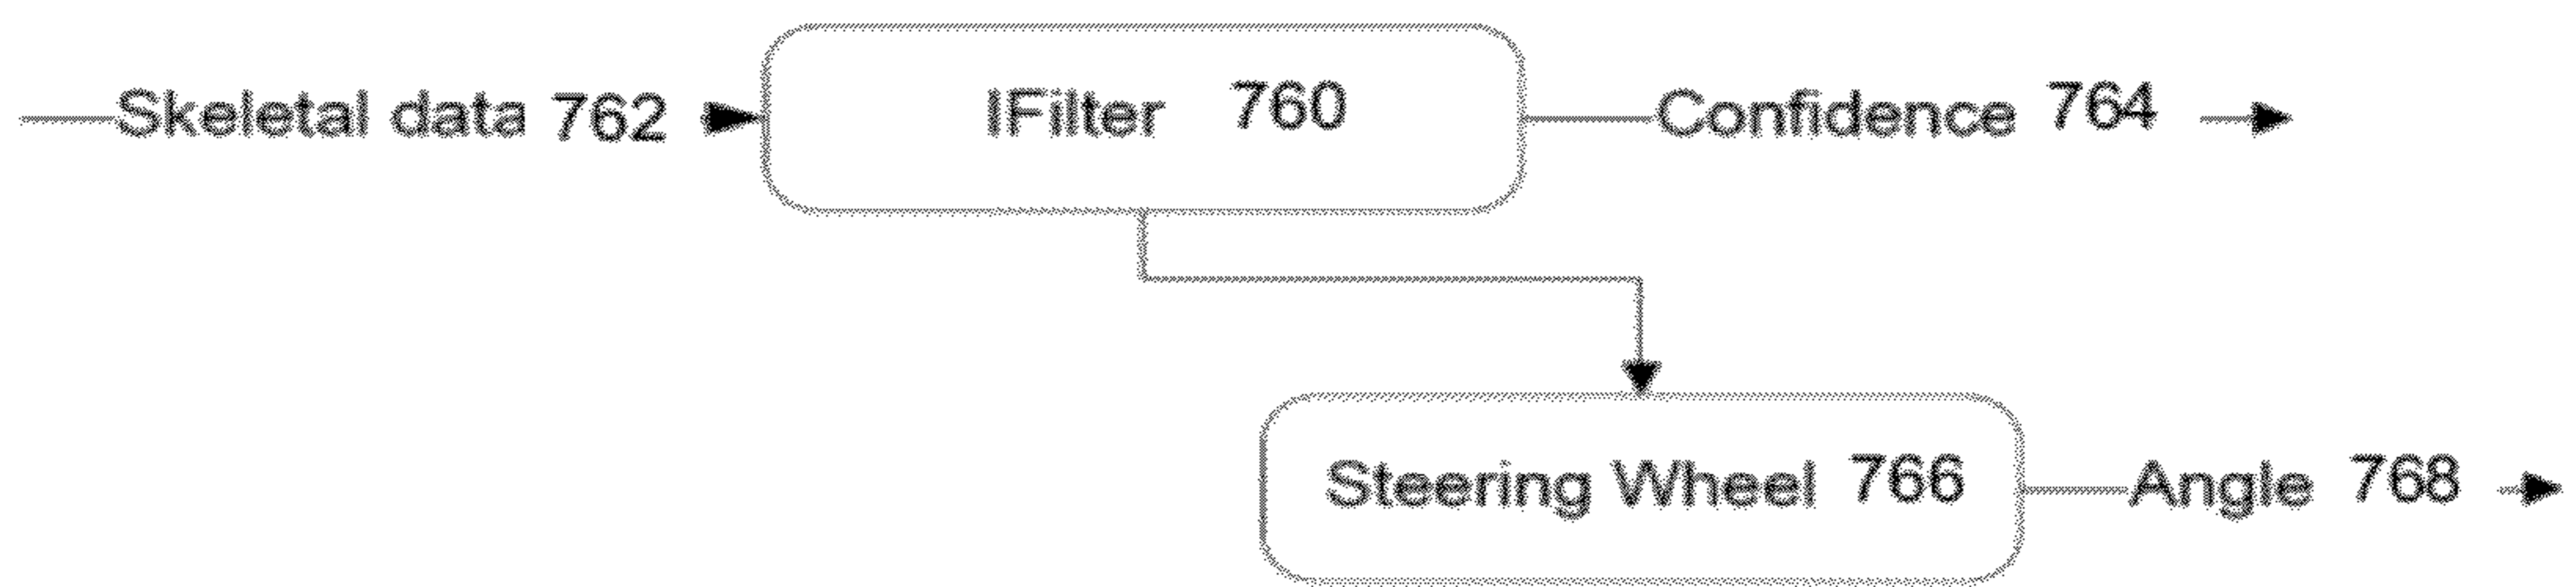 Skeletal data 762
IFilter 760
Confidence 764
Steering Wheel 766
Angle 768